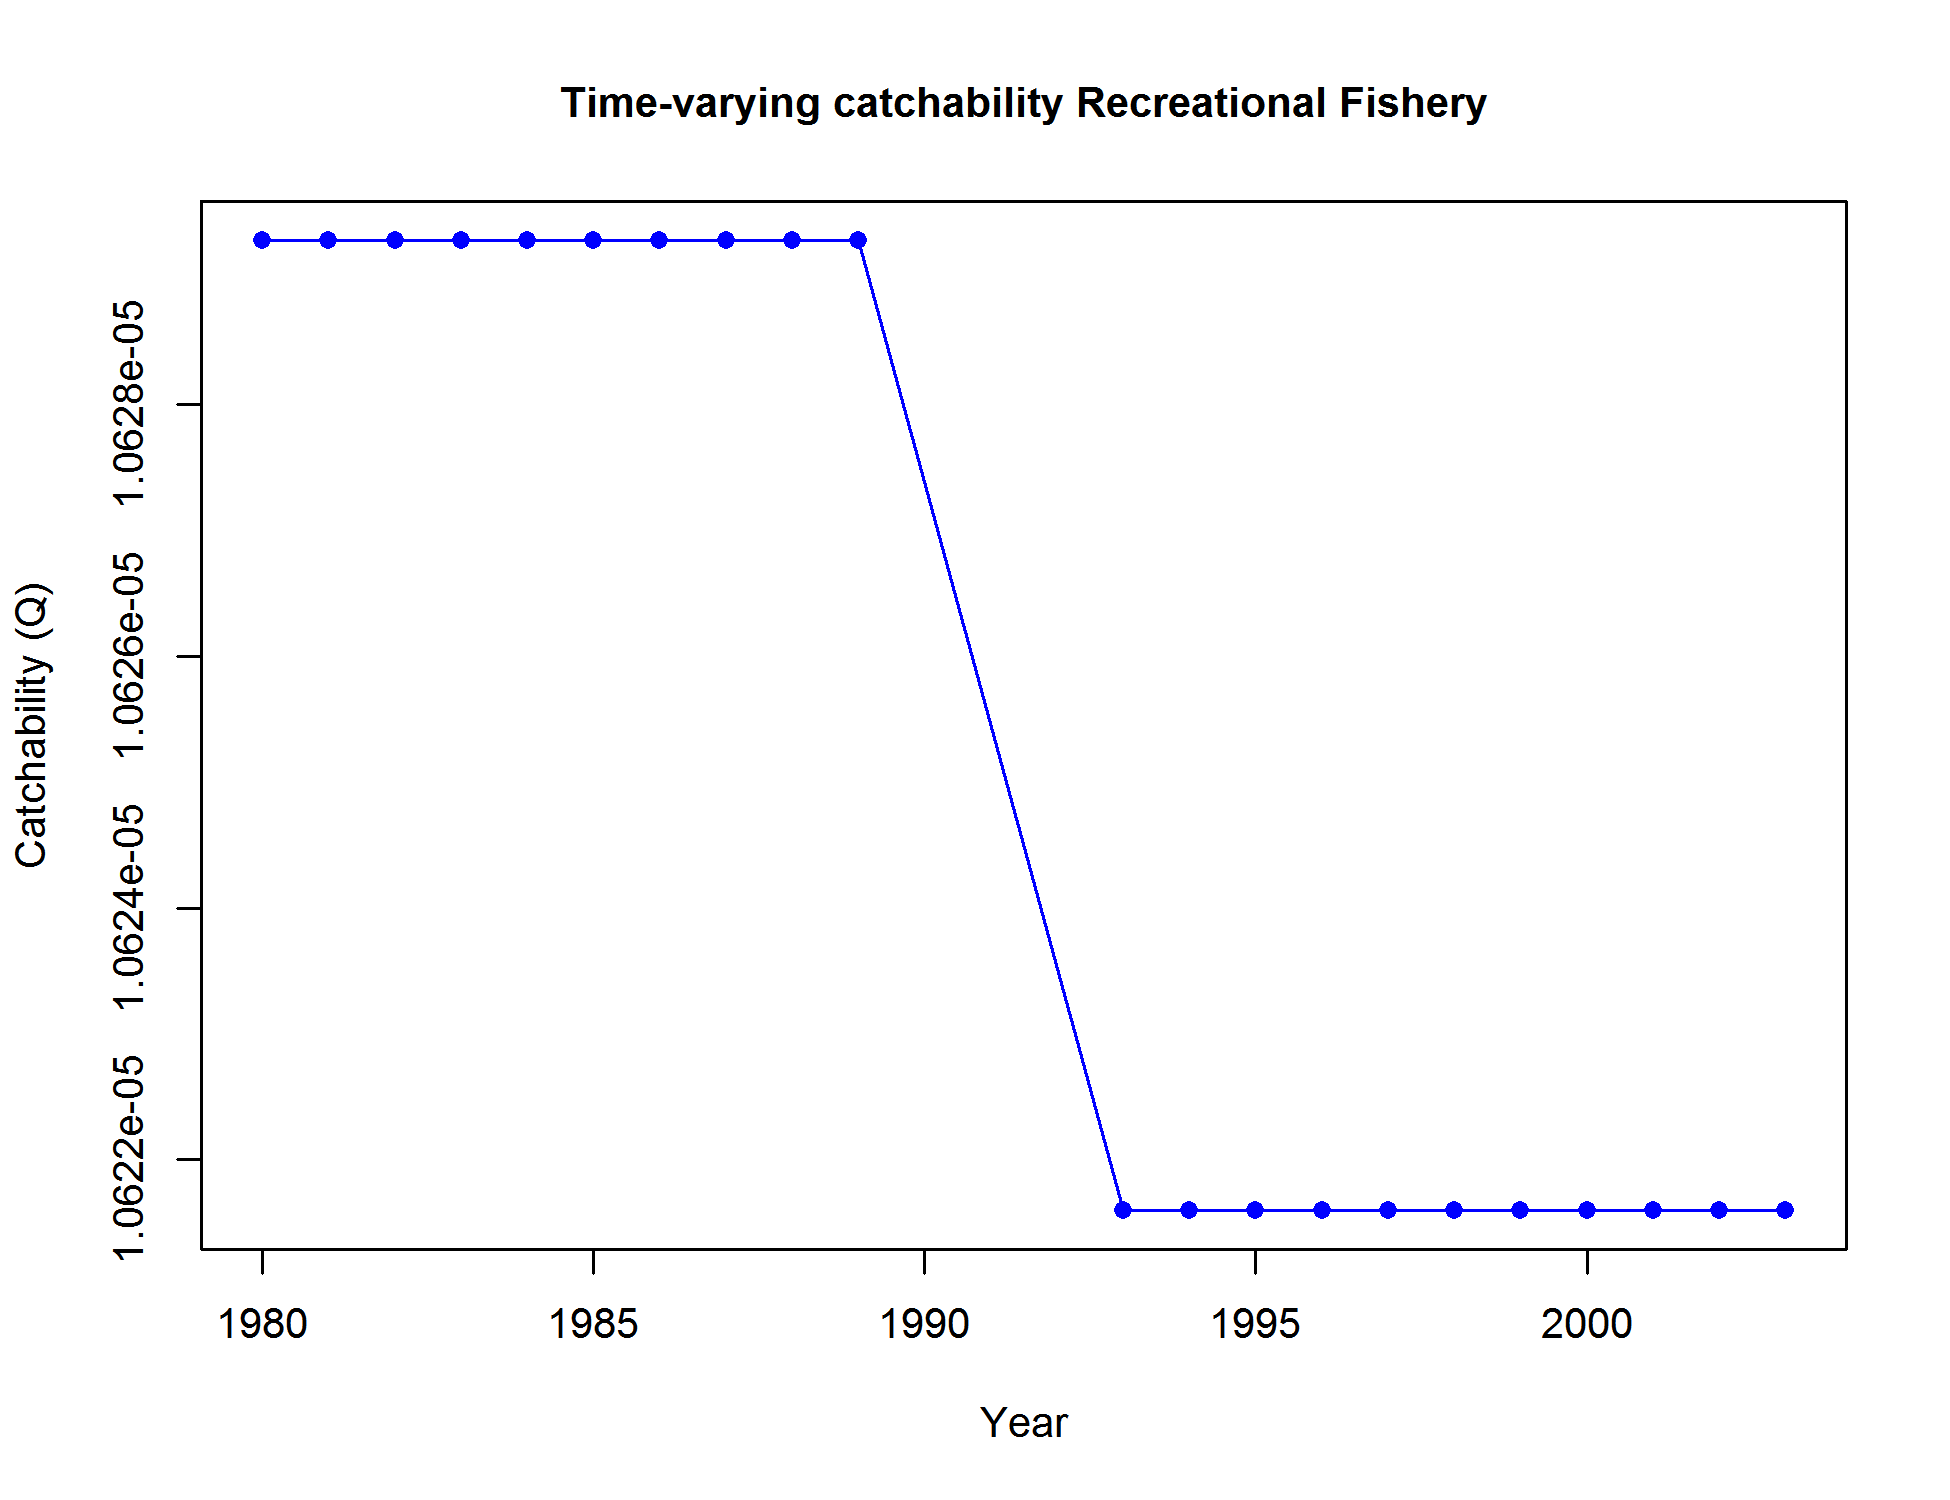 Time-varying catchability Recreational Fishery
Catchability (Q)
1.0628e-05
1.0626e-05
1.0624e-05
1.0622e-05
1980 1985 1990 1995 2000
Year